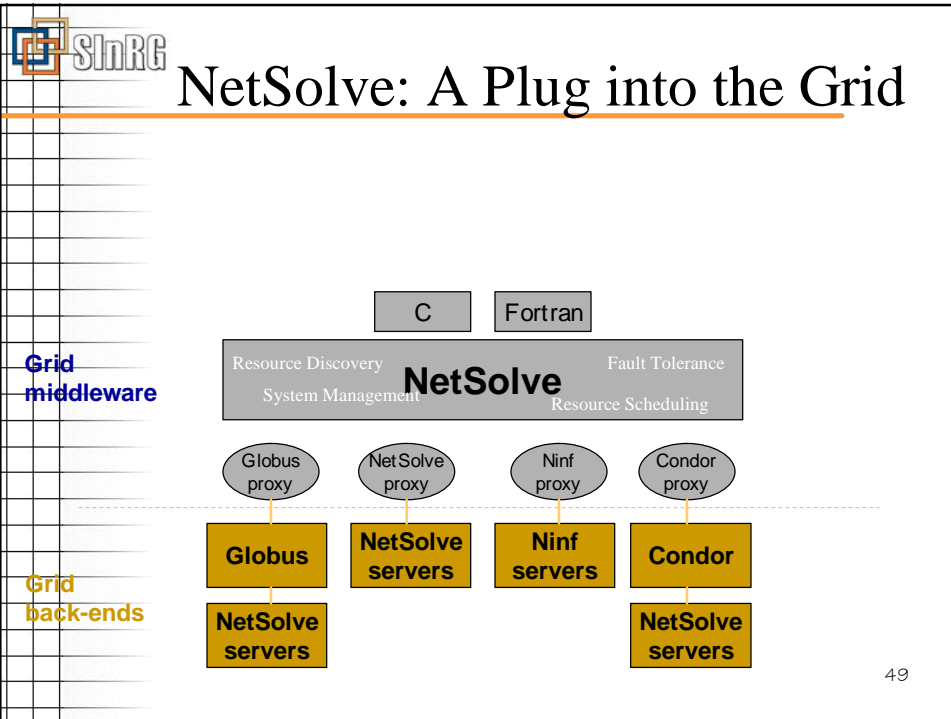 SInRG
NetSolve: A Plug into the Grid
C
Fortran
Grid
middleware
Resource Discovery
Fault Tolerance
NetSolve
System Management
Resource Scheduling
Globus
proxy
NetSolve
proxy
Ninf
proxy
Condor
proxy
Globus
NetSolve
servers
Ninf
servers
Condor
Grid
back-ends
NetSolve
servers
NetSolve
servers
49